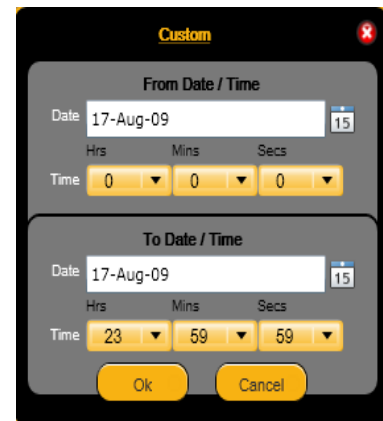 Custom
From Date / Time
Date 17-Aug-09 15
Hrs Mins Secs
Time 0 0 0
To Date / Time
Date 17-Aug-09 15
Hrs Mins Secs
Time 23 59 59
Ok Cancel